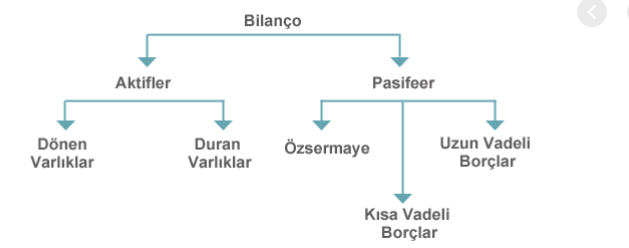 Bilanço
Aktifler
Pasifeer
Dönen
Varlıklar
Duran
Varlıklar
Özsermaye
Uzun Vadeli
Borçlar
Kısa Vadeli
Borçlar